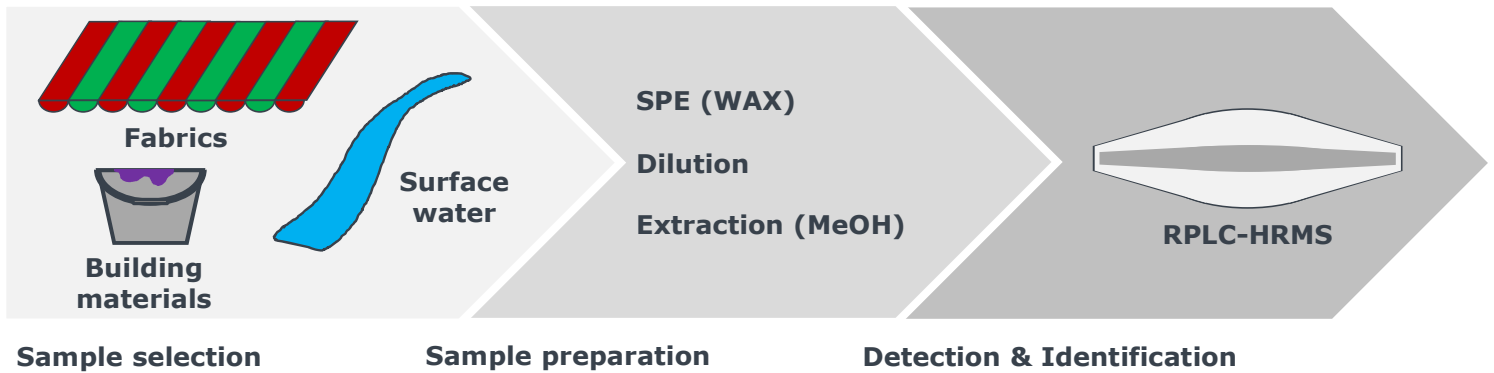 Fabrics
Building
materials
Surface
water
SPE (WAX)
Dilution
Extraction (MeOH)
RPLC-HRMS
Sample selection
Sample preparation
Detection & Identification